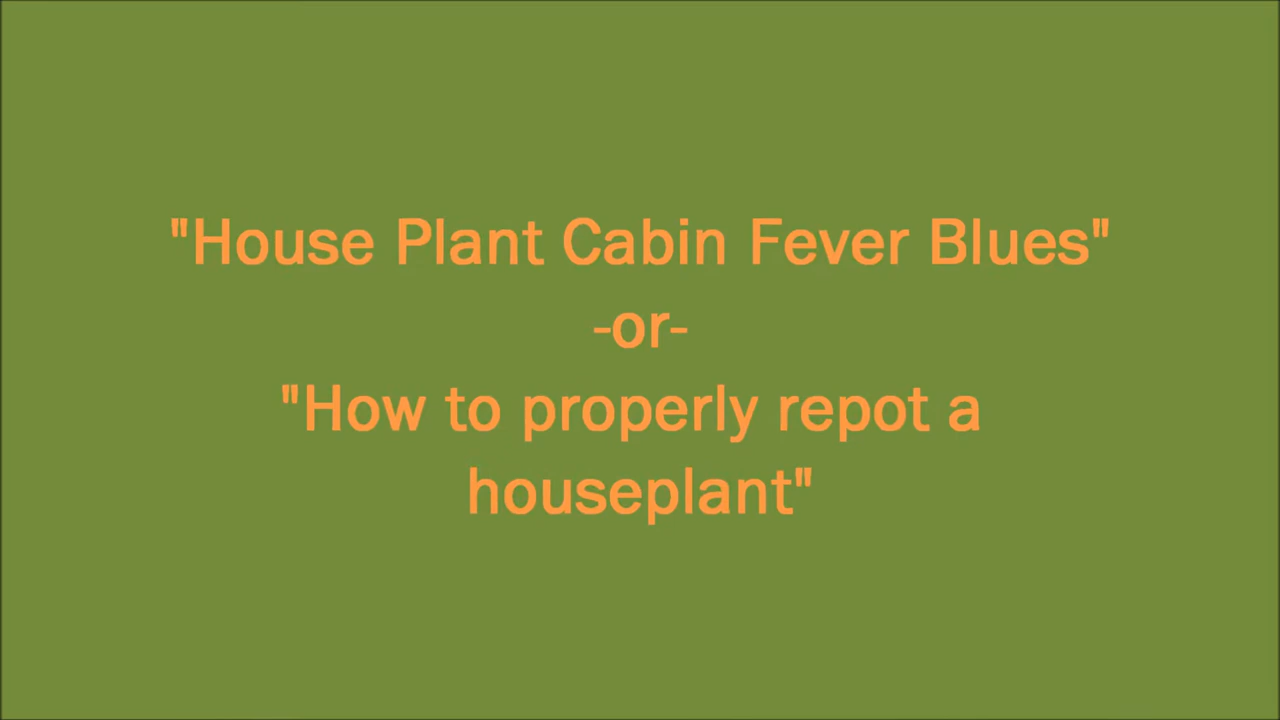 "House Plant Cabin Fever Blues"
-or-
"How to properly repot a
houseplant"